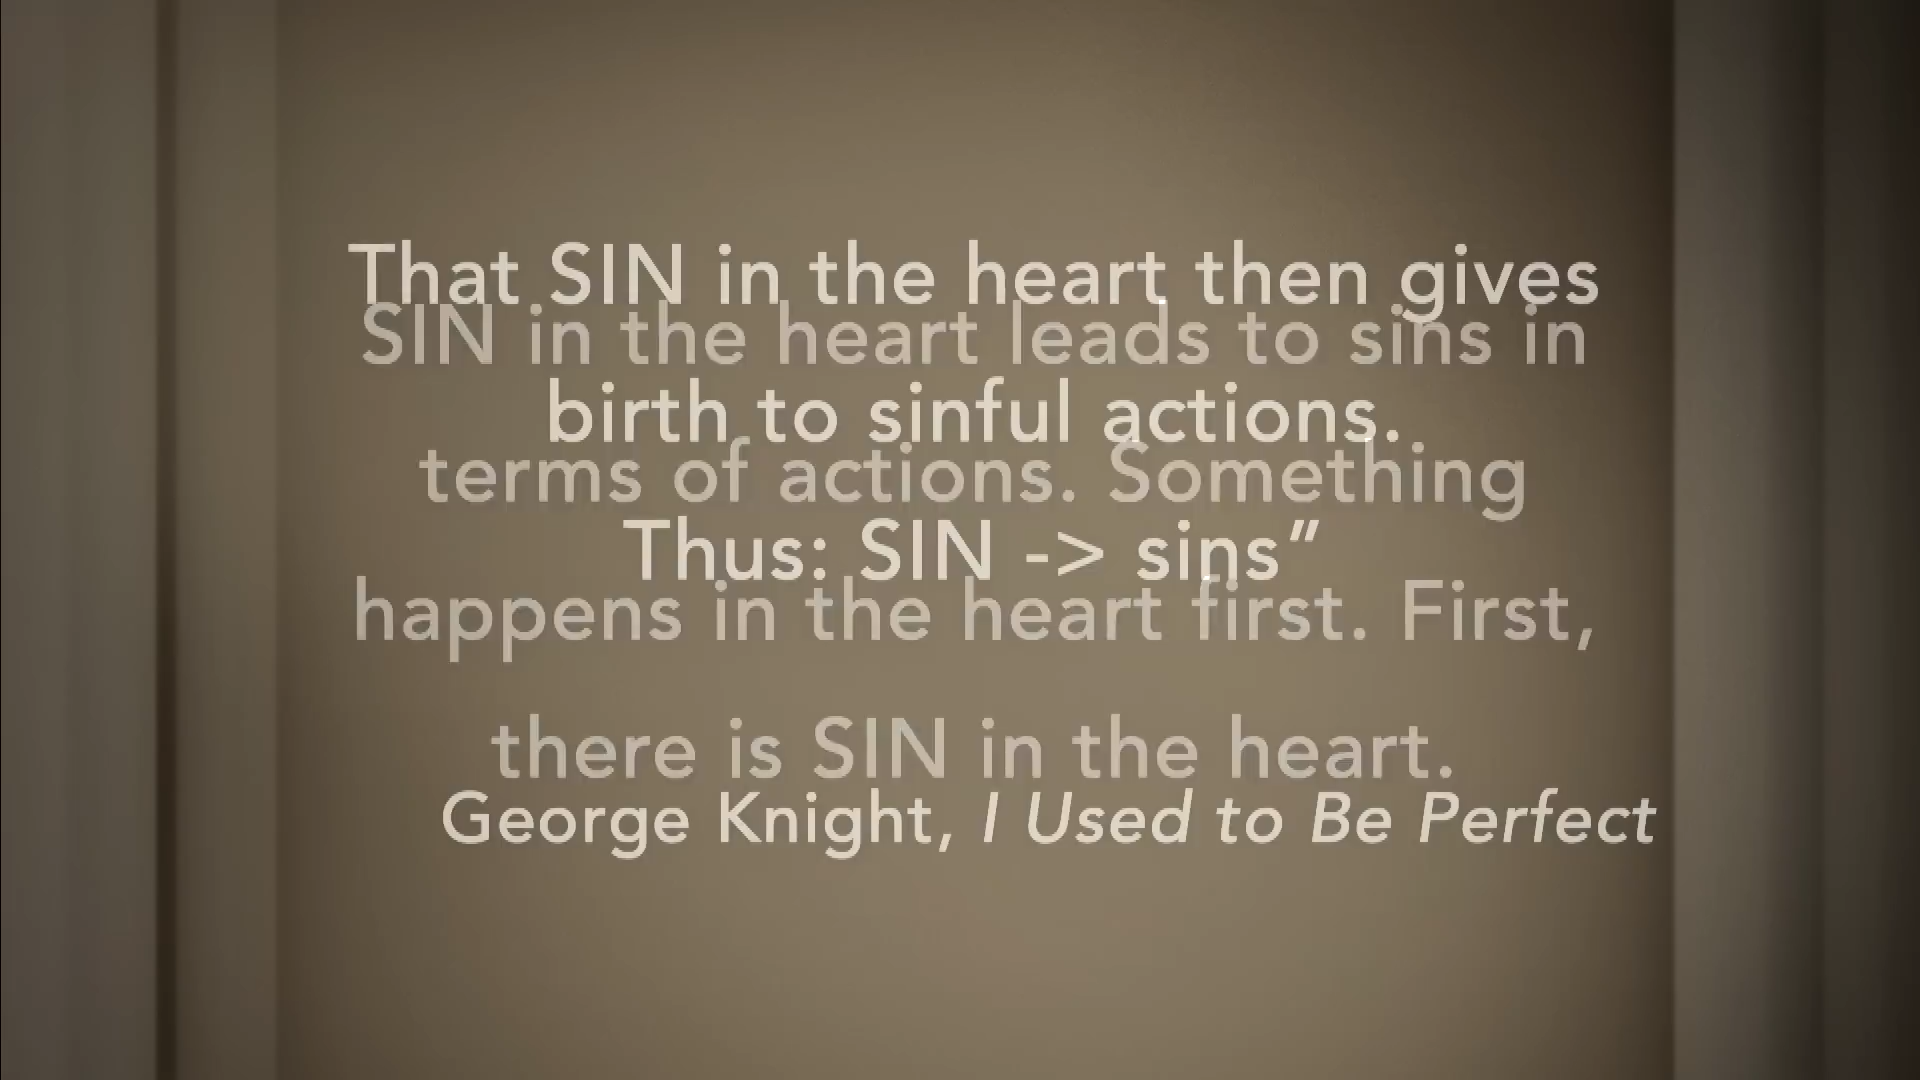 That SIN in the heart then gives
SIN in the heart leads to sins in
birth to sinful actions.
terms of actions. Something
Thus: SIN -> sins”
happens in the heart first. First,
there is SIN in the heart.
George Knight, I Used to Be Perfect